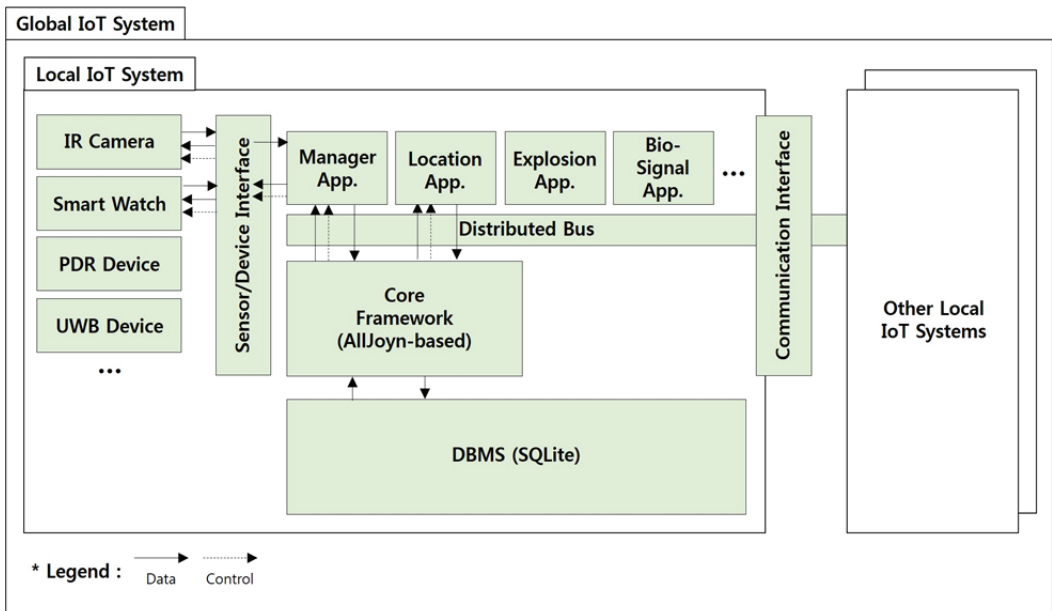 Global IoT System
Local IoT System
IR Camera
Smart Watch
PDR Device
UWB Device
...
Sensor/Device Interface
Manager
App.
Location
App.
Explosion
App.
Bio-
Signal
App.
...
Distributed Bus
Core
Framework
(AllJoyn-based)
DBMS (SQLite)
Communication Interface
Other Local
IoT Systems
* Legend :
Data
Control